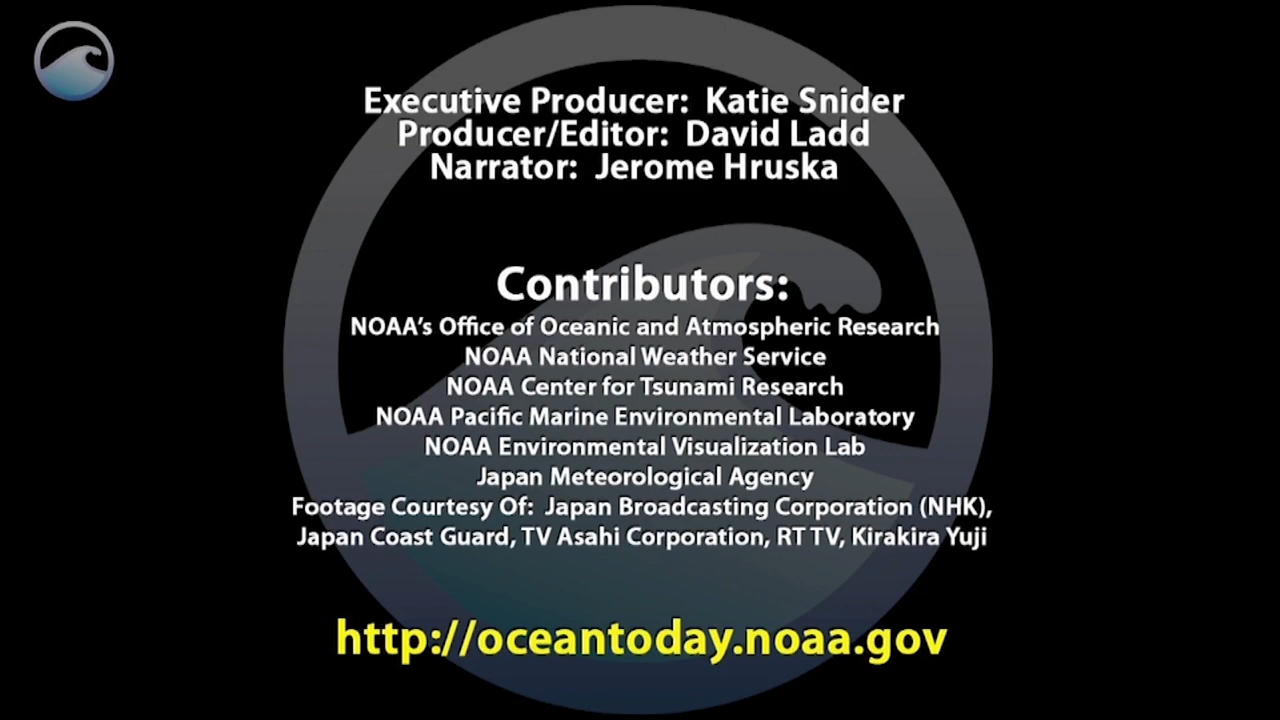 Executive Producer:  Katie Snider
Producer/Editor:  David Ladd
Narrator:  Jerome Hruska
Contributors:
NOAA's Office of Oceanic and Atmospheric Research
NOAA National Weather Service
NOAA Center for Tsunami Research
NOAA Pacific Marine Environmental Laboratory
NOAA Environmental Visualization Lab
Japan Meteorological Agency
Footage Courtesy Of:  Japan Broadcasting Corporation (NHK),
Japan Coast Guard, TV Asahi Corporation, RT TV, Kirakira Yuji
http://oceantoday.noaa.gov